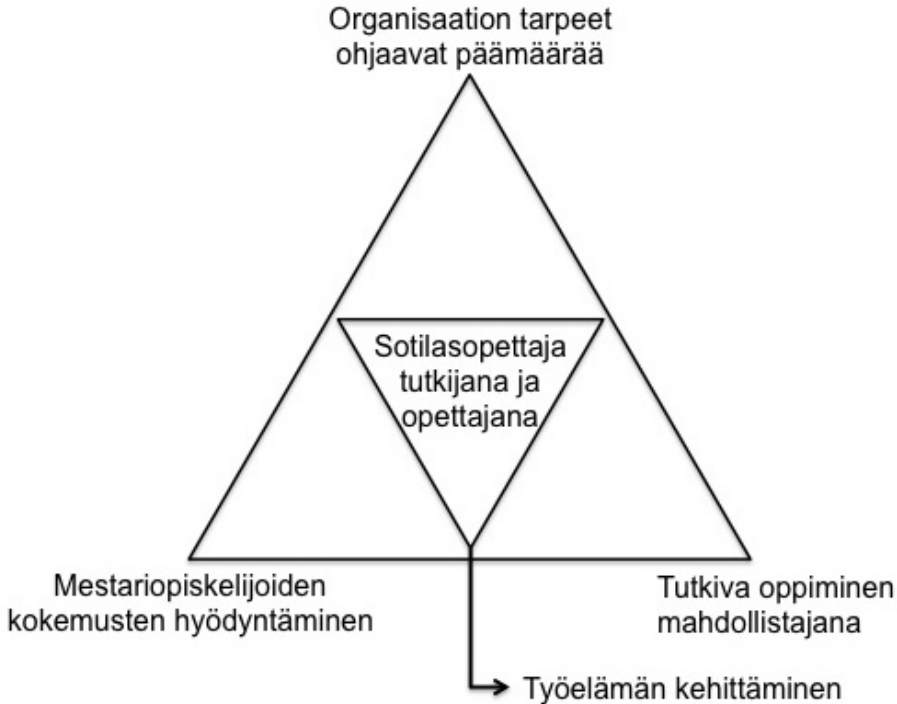 Organisaation tarpeet
ohjaavat päämäärää
Sotilasopettaja
tutkijana ja
opettajana
Mestariopiskelijoiden
kokemusten hyödyntäminen
Tutkiva oppiminen
mahdollistajana
Työelämän kehittäminen